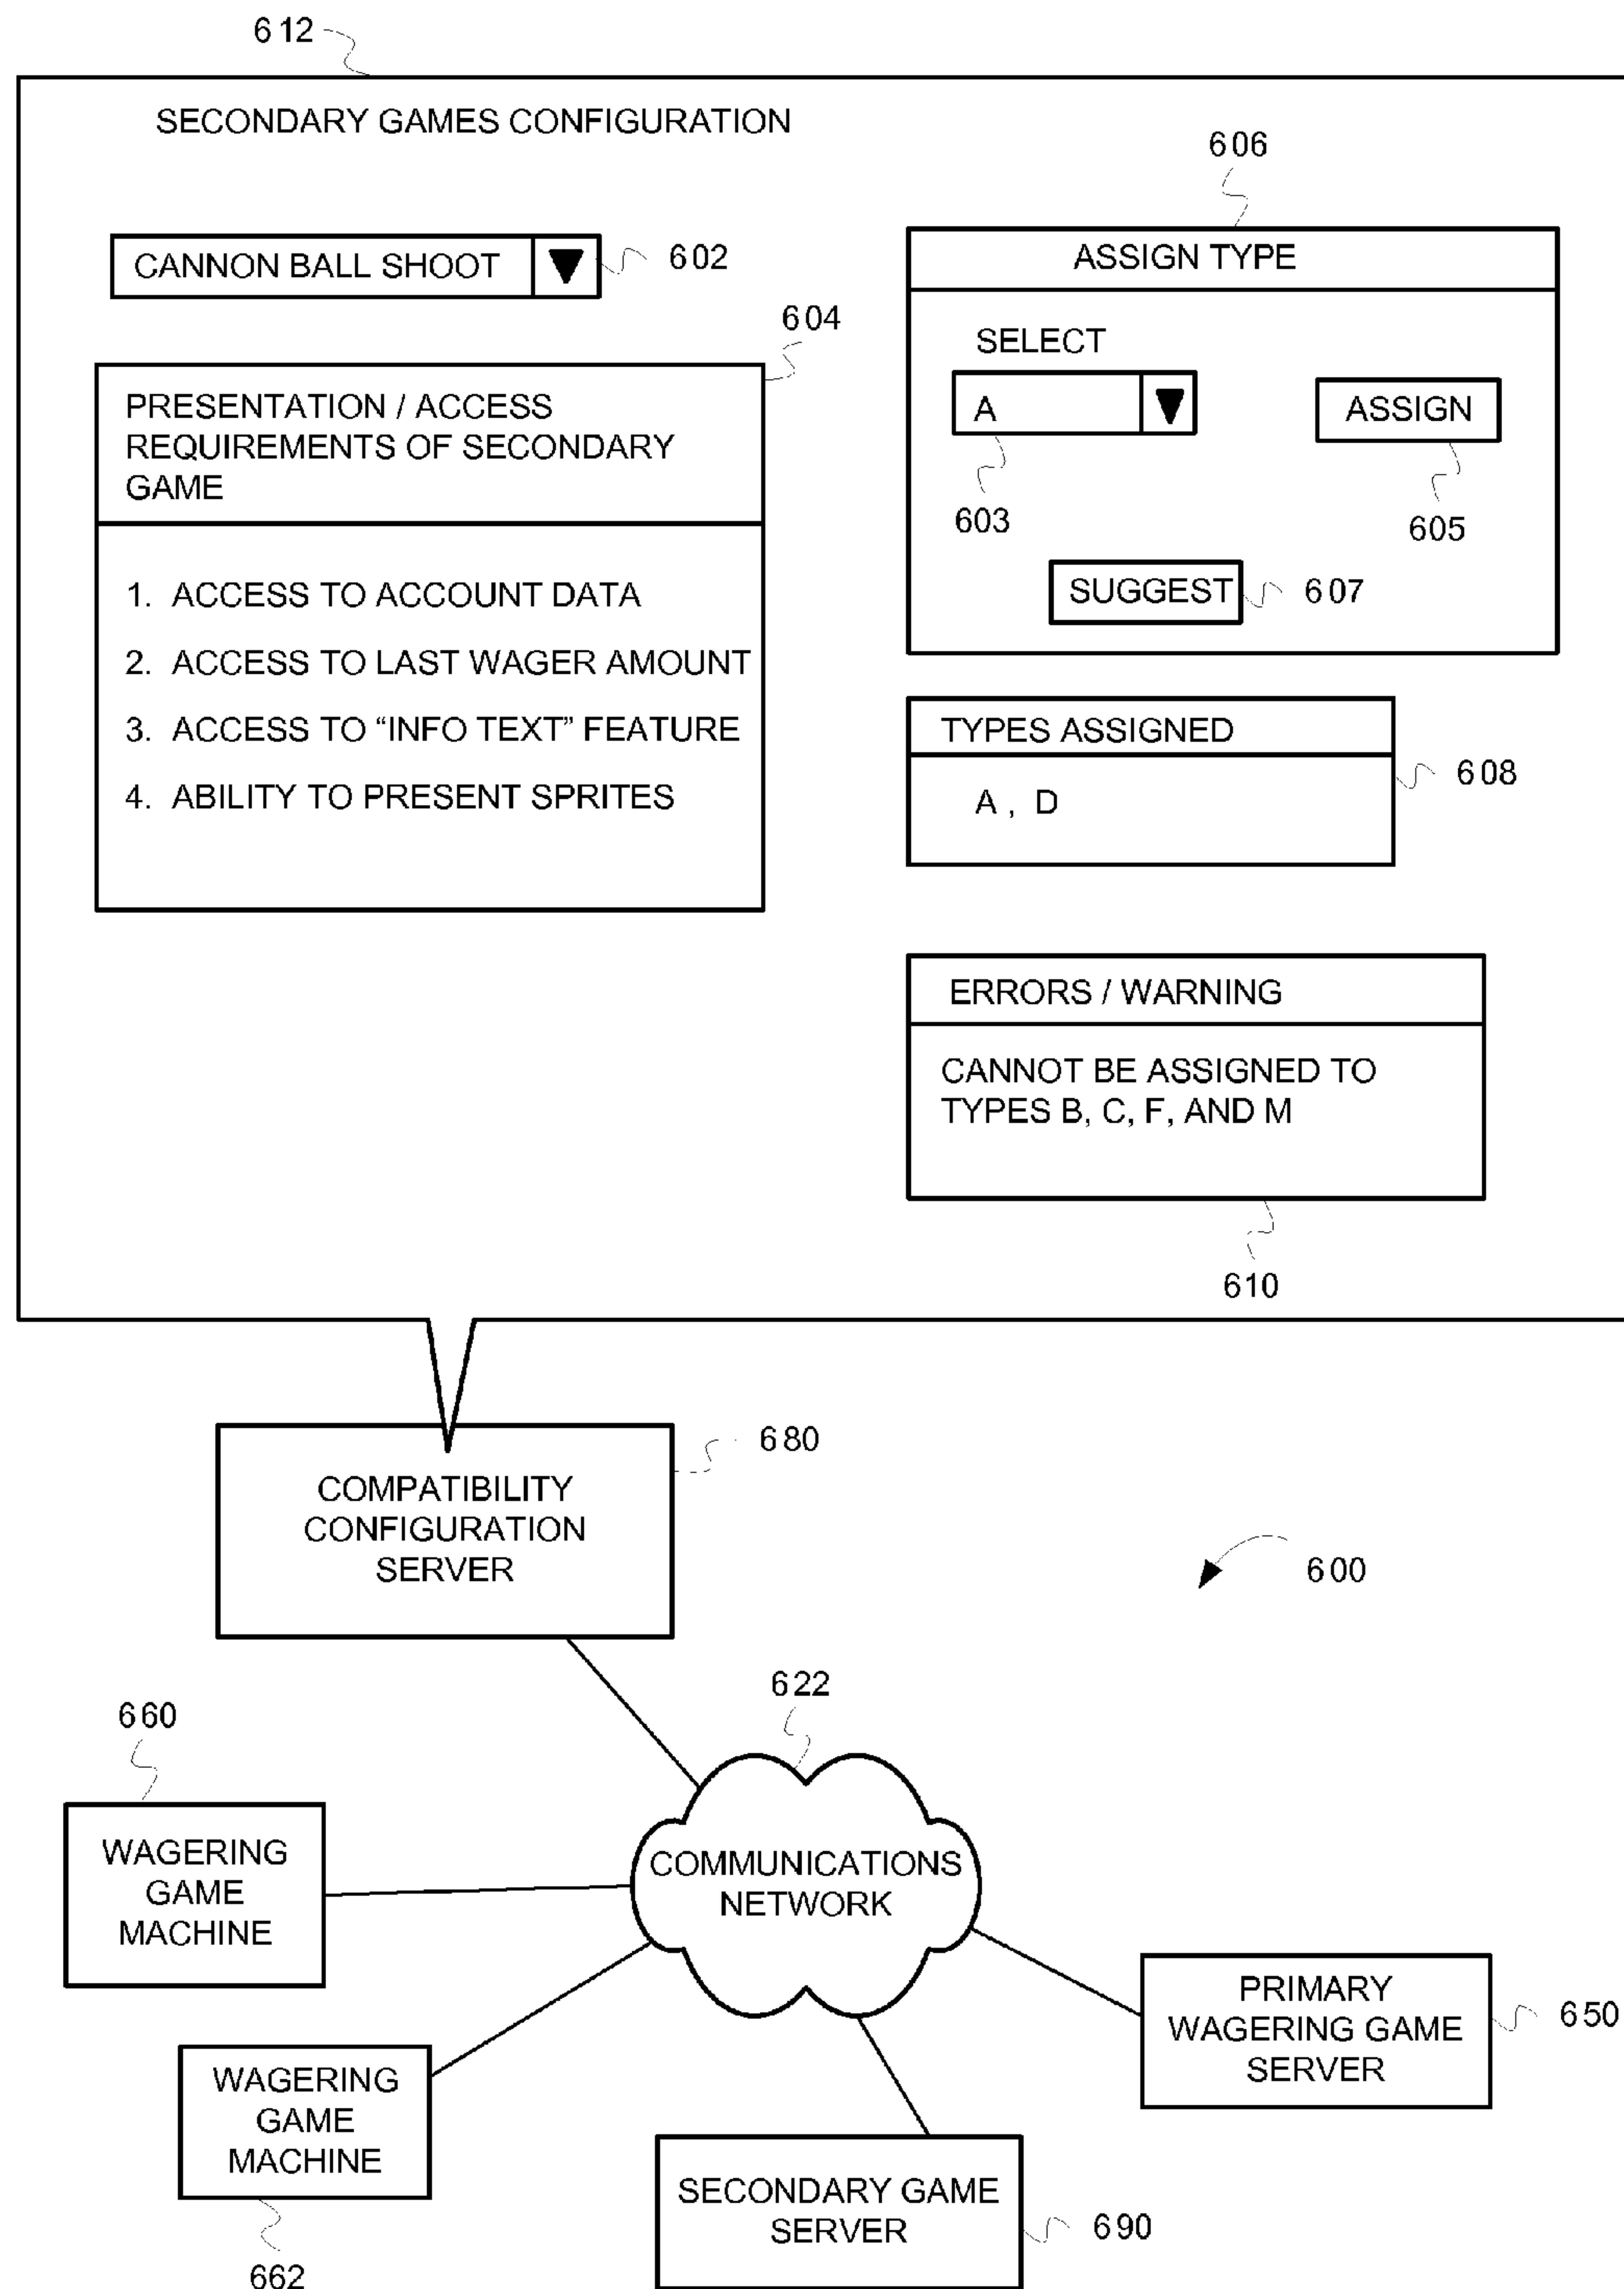 612
SECONDARY GAMES CONFIGURATION
CANNON BALL SHOOT
602
604
PRESENTATION / ACCESS
REQUIREMENTS OF SECONDARY
GAME
1. ACCESS TO ACCOUNT DATA
2. ACCESS TO LAST WAGER AMOUNT
3. ACCESS TO “INFO TEXT” FEATURE
4. ABILITY TO PRESENT SPRITES
606
ASSIGN TYPE
SELECT
A
ASSIGN
603
605
SUGGEST
607
TYPES ASSIGNED
A , D
608
ERRORS / WARNING
CANNOT BE ASSIGNED TO
TYPES B, C, F, AND M
610
680
COMPATIBILITY
CONFIGURATION
SERVER
600
622
COMMUNICATIONS
NETWORK
660
WAGERING
GAME
MACHINE
WAGERING
GAME
MACHINE
662
PRIMARY
WAGERING GAME
SERVER
650
SECONDARY GAME
SERVER
690